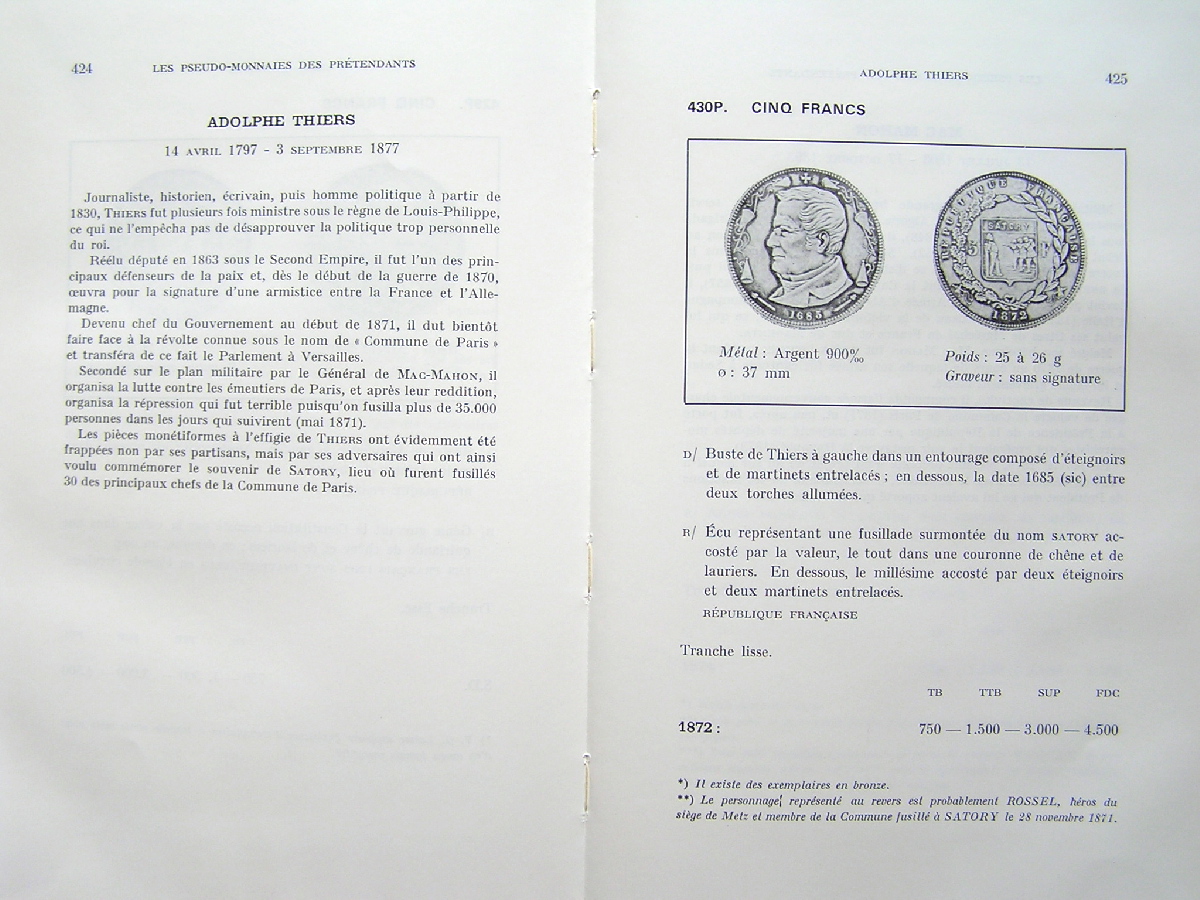 424
LES PSEUDO-MONNAIES DES PRÉTENDANTS
ADOLPHE THIERS
14 AVRIL 1797 - 3 SEPTEMBRE 1877
Journaliste, historien, écrivain, puis homme politique à partir de
1830, THIERS fut plusieurs fois ministre sous le règne de Louis-Philippe,
ce qui ne l'empêcha pas de désapprouver la politique trop personnelle
du roi.
Réélu député en 1863 sous le Second Empire, il fut l'un des prin-
cipaux défenseurs de la paix et, dès le début de la guerre de 1870,
œuvra pour la signature d'une armistice entre la France et l'Alle-
magne.
Devenu chef du Gouvernement au début de 1871, il dut bientôt
faire face à la révolte connue sous le nom de « Commune de Paris »
et transféra de ce fait le Parlement à Versailles.
Secondé sur le plan militaire par le Général de MAC-MAHON, il
organisa la lutte contre les émeutiers de Paris, et après leur reddition,
organisa la répression qui fut terrible puisqu'on fusilla plus de 35.000
personnes dans les jours qui suivirent (mai 1871).
Les pièces monétiformes à l'effigie de THIERS ont évidemment été
frappées non par ses partisans, mais par ses adversaires qui ont ainsi
voulu commémorer le souvenir de SATORY, lieu où furent fusillés
30 des principaux chefs de la Commune de Paris.
ADOLPHE THIERS
425
430P. CINQ FRANCS
1685
RÉPUBLIQUE FRANÇAISE
SATORY
5 F
1872
Métal : Argent 900‰
ø : 37 mm
Poids : 25 à 26 g
Graveur : sans signature
D/ Buste de Thiers à gauche dans un entourage composé d'éteignoirs
et de martinets entrelacés ; en dessous, la date 1685 (sic) entre
deux torches allumées.
R/ Écu représentant une fusillade surmontée du nom SATORY ac-
costé par la valeur, le tout dans une couronne de chêne et de
lauriers. En dessous, le millésime accosté par deux éteignoirs
et deux martinets entrelacés.
RÉPUBLIQUE FRANÇAISE
Tranche lisse.
TB TTB SUP FDC
1872 : 750 — 1.500 — 3.000 — 4.500
*) Il existe des exemplaires en bronze.
**) Le personnage représenté au revers est probablement ROSSEL, héros du
siège de Metz et membre de la Commune fusillé à SATORY le 28 novembre 1871.